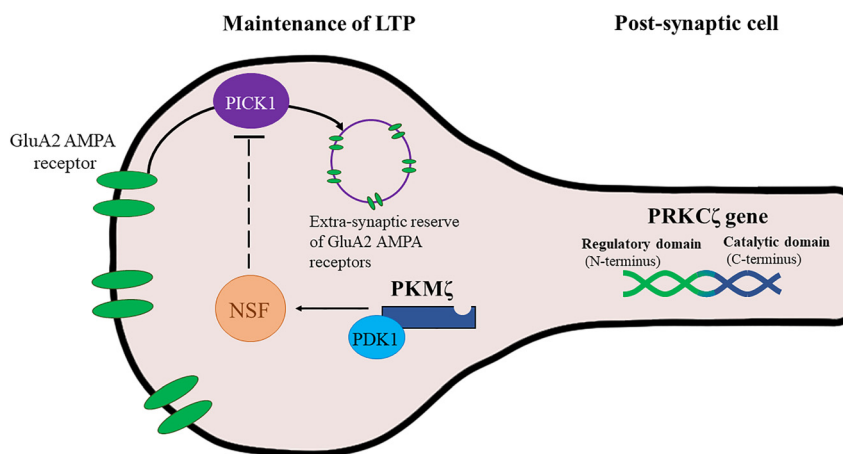 Maintenance of LTP
Post-synaptic cell
PICK1
GluA2 AMPA
receptor
Extra-synaptic reserve
of GluA2 AMPA
receptors
PRKCζ gene
Regulatory domain
(N-terminus)
Catalytic domain
(C-terminus)
PKMζ
NSF
PDK1